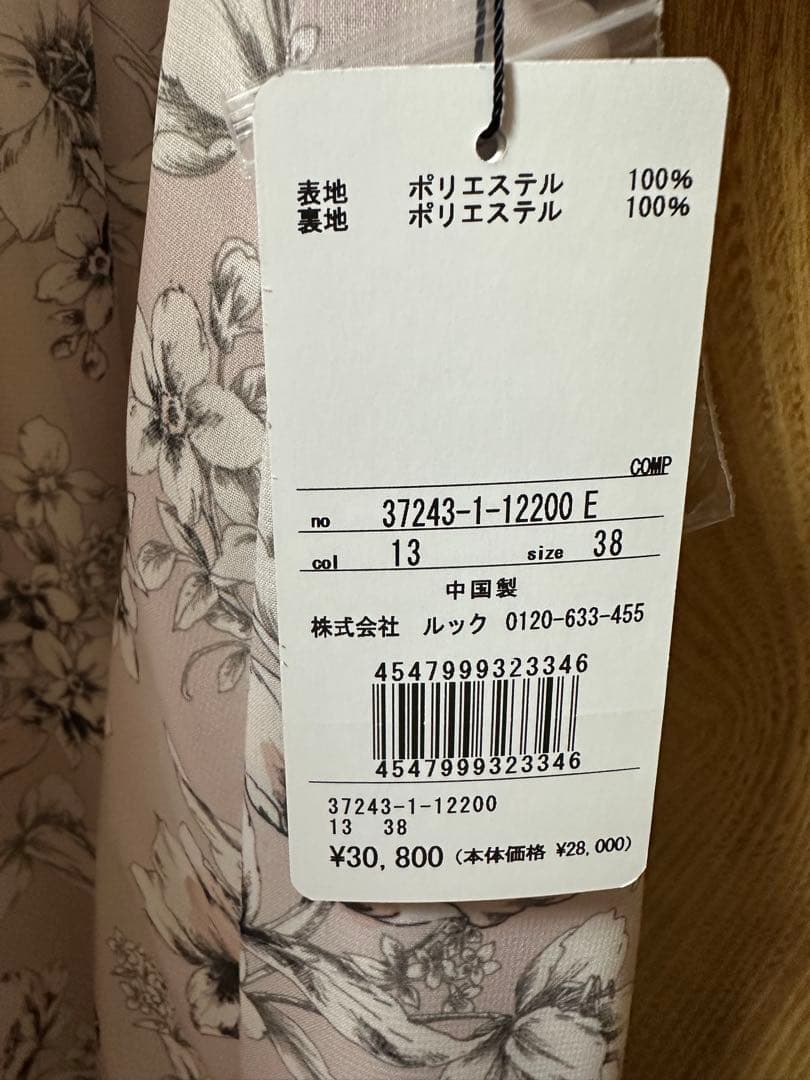 表地 ポリエステル 100%
裏地 ポリエステル 100%
COMP
no 37243-1-12200 E
col 13 size 38
中国製
株式会社 ルック 0120-633-455
4547999323346
4547999323346
37243-1-12200
13 38
¥30,800 (本体価格 ¥28,000)